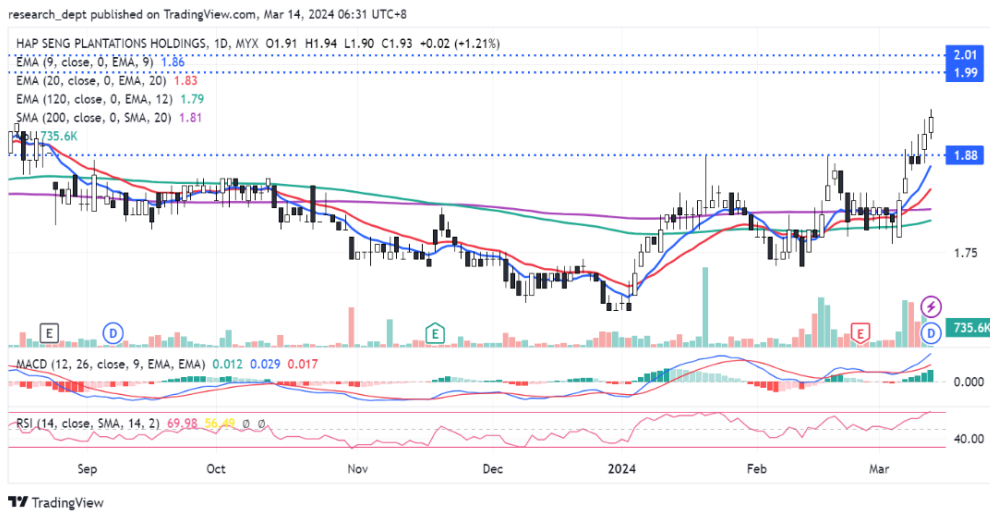 research_dept published on TradingView.com, Mar 14, 2024 06:31 UTC+8
HAP SENG PLANTATIONS HOLDINGS, 1D, MYX O1.91 H1.94 L1.90 C1.93 +0.02 (+1.21%)
2.01
EMA (9, close, 0, EMA, 9) 1.86
1.99
EMA (20, close, 0, EMA, 20) 1.83
EMA (120, close, 0, EMA, 12) 1.79
SMA (200, close, 0, SMA, 20) 1.81
735.6K
1.88
1.75
E D E E D
735.6K
MACD (12, 26, close, 9, EMA, EMA) 0.012 0.029 0.017
0.000
RSI (14, close, SMA, 14, 2) 69.98 56.49 Ø Ø
40.00
Sep Oct Nov Dec 2024 Feb Mar
TradingView